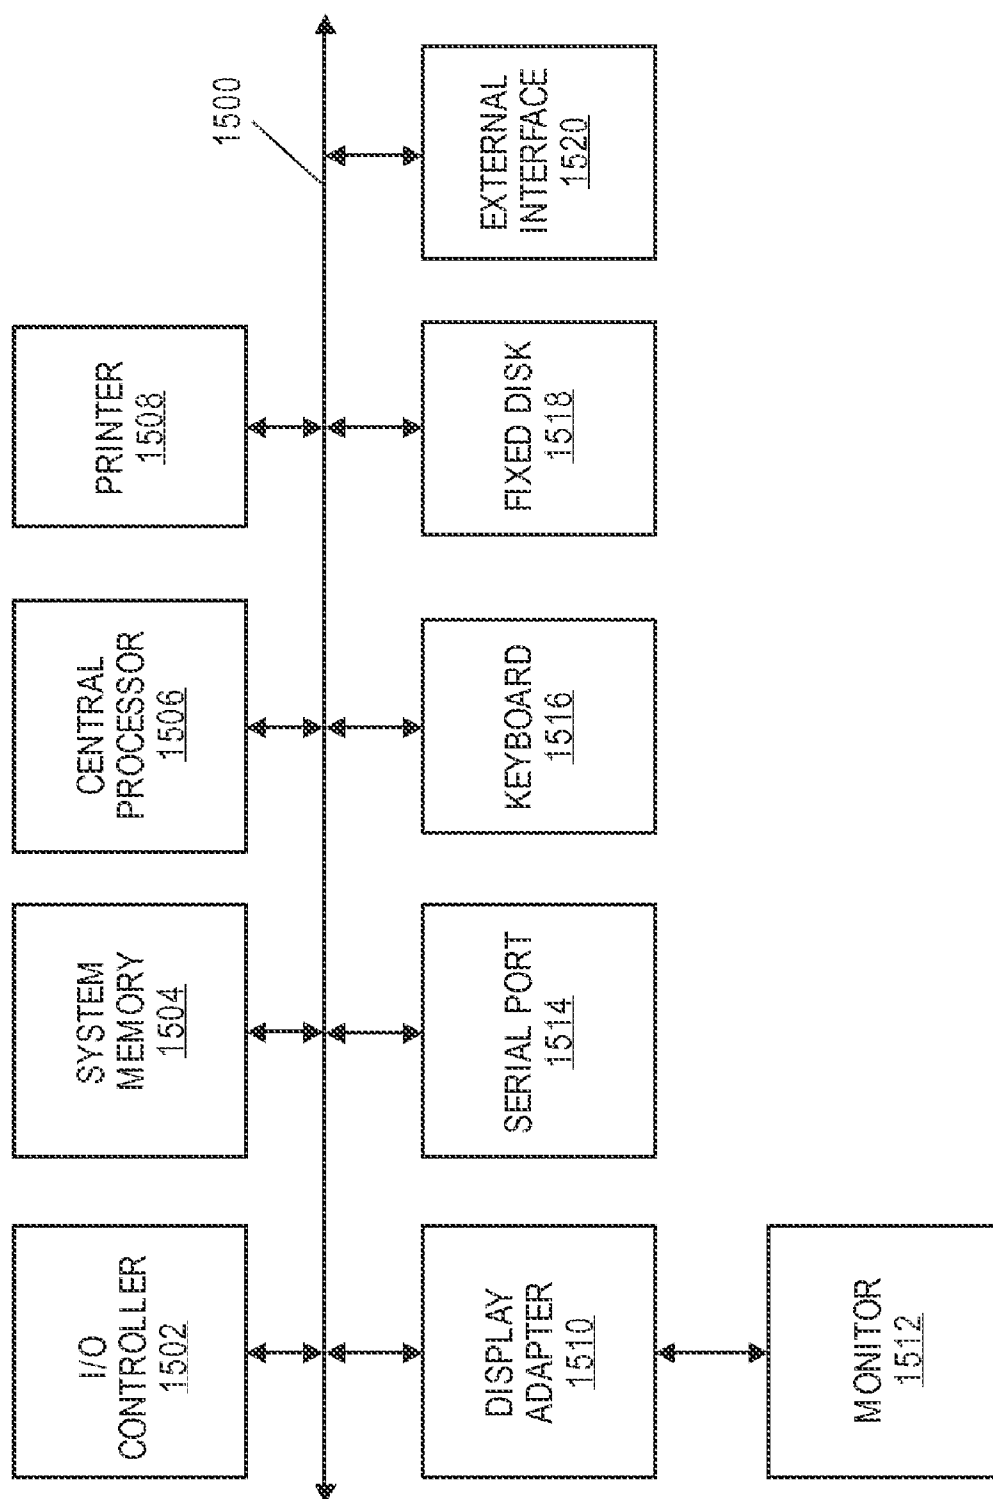 I/O
CONTROLLER
1502
SYSTEM
MEMORY
1504
CENTRAL
PROCESSOR
1506
PRINTER
1508
1500
DISPLAY
ADAPTER
1510
SERIAL PORT
1514
KEYBOARD
1516
FIXED DISK
1518
EXTERNAL
INTERFACE
1520
MONITOR
1512